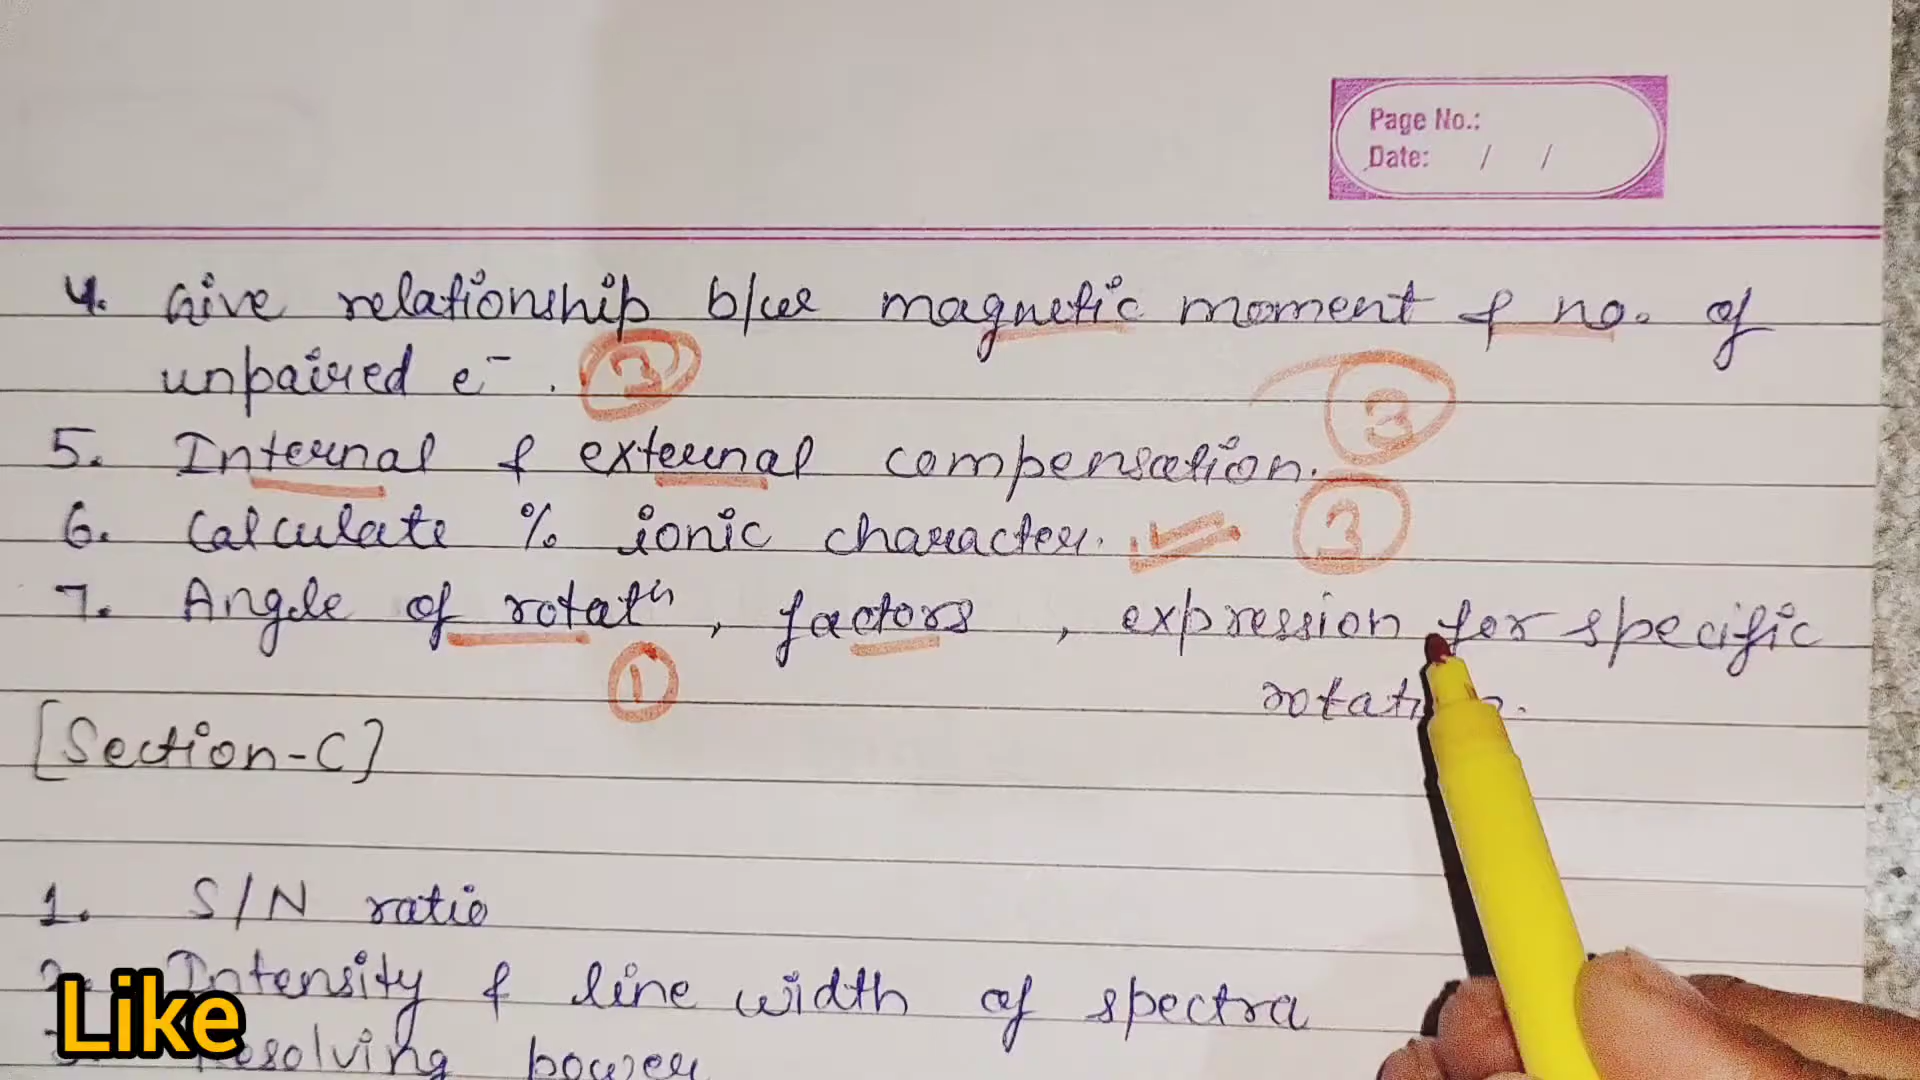 Page No.:
Date: / /
4. Give relationship b/w magnetic moment & no. of
unpaired e⁻. ③
③
5. Internal & external compensation.
6. Calculate % ionic character. ③
7. Angle of rotatⁿ, factors, expression for specific
①
[Section-C]
1. S/N ratio
2. Intensity & line width of spectra
Like
power